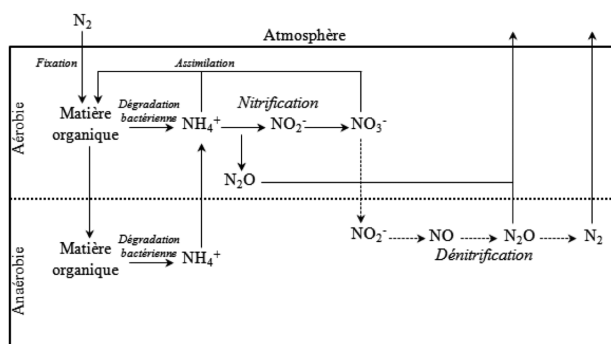 N₂
Atmosphère
Fixation
Assimilation
Aérobie
Matière
organique
Dégradation
bactérienne
NH₄⁺
Nitrification
NO₂⁻
NO₃⁻
N₂O
Anaérobie
Matière
organique
Dégradation
bactérienne
NH₄⁺
NO₂⁻
NO
N₂O
N₂
Dénitrification